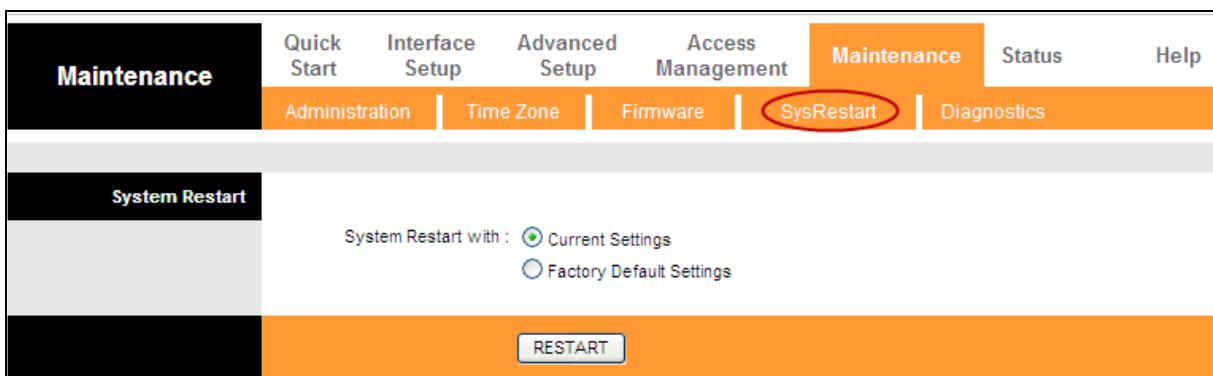 Maintenance
Quick Start
Interface Setup
Advanced Setup
Access Management
Maintenance
Status
Help
Administration
Time Zone
Firmware
SysRestart
Diagnostics
System Restart
System Restart with :
Current Settings
Factory Default Settings
RESTART